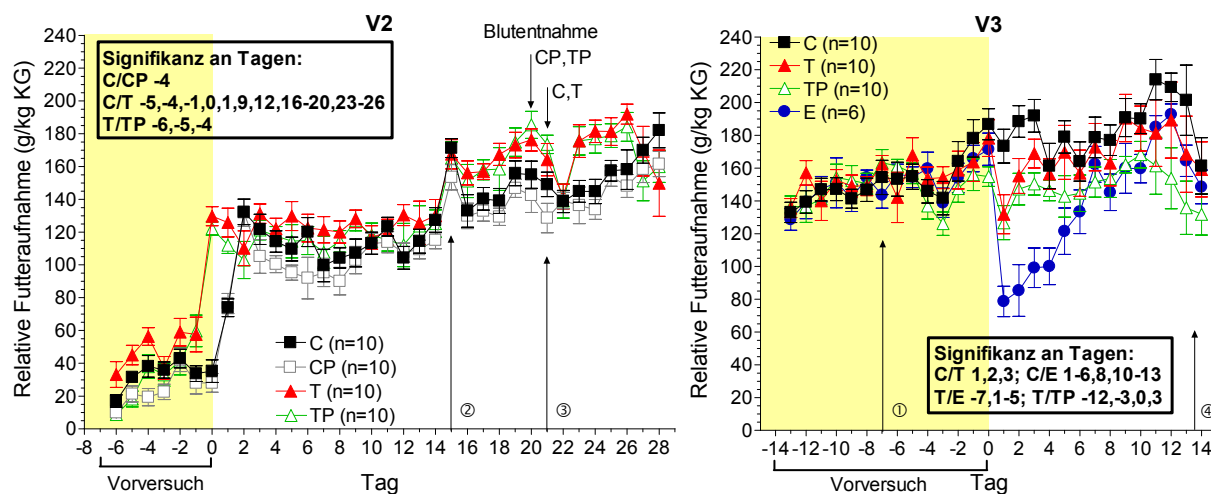 V2
Relative Futteraufnahme (g/kg KG)
240
220
200
180
160
140
120
100
80
60
40
20
0
Signifikanz an Tagen:
C/CP -4
C/T -5,-4,-1,0,1,9,12,16-20,23-26
T/TP -6,-5,-4
Blutentnahme
CP,TP
C,T
C (n=10)
CP (n=10)
T (n=10)
TP (n=10)
②
③
-8 -6 -4 -2 0 2 4 6 8 10 12 14 16 18 20 22 24 26 28
Vorversuch
Tag
V3
Relative Futteraufnahme (g/kg KG)
240
220
200
180
160
140
120
100
80
60
40
20
0
C (n=10)
T (n=10)
TP (n=10)
E (n=6)
Signifikanz an Tagen:
C/T 1,2,3; C/E 1-6,8,10-13
T/E -7,1-5; T/TP -12,-3,0,3
①
④
-14 -12 -10 -8 -6 -4 -2 0 2 4 6 8 10 12 14
Vorversuch
Tag